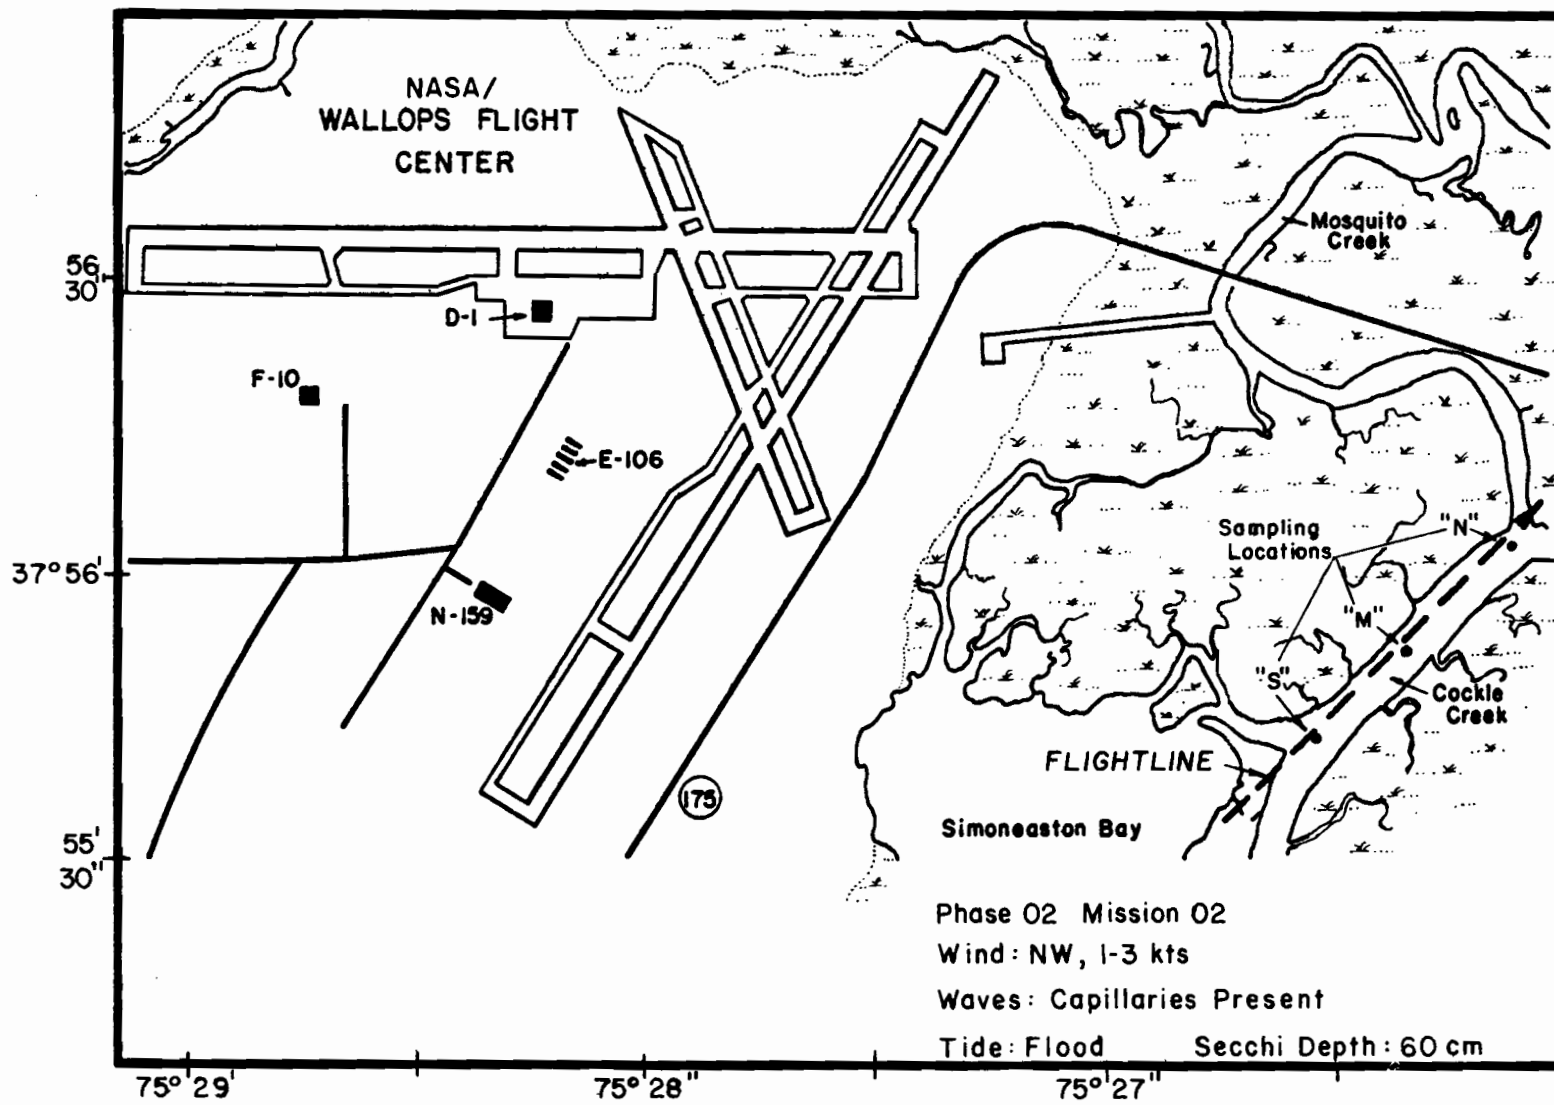 NASA/
WALLOPS FLIGHT
CENTER
Mosquito
Creek
56'
30"
D-1
F-10
E-106
Sampling
Locations
"N"
37°56'
N-159
"M"
"S"
Cockle
Creek
FLIGHTLINE
175
Simoneaston Bay
55'
30"
Phase 02 Mission 02
Wind: NW, 1-3 kts
Waves: Capillaries Present
Tide: Flood Secchi Depth: 60 cm
75°29'
75°28"
75°27"